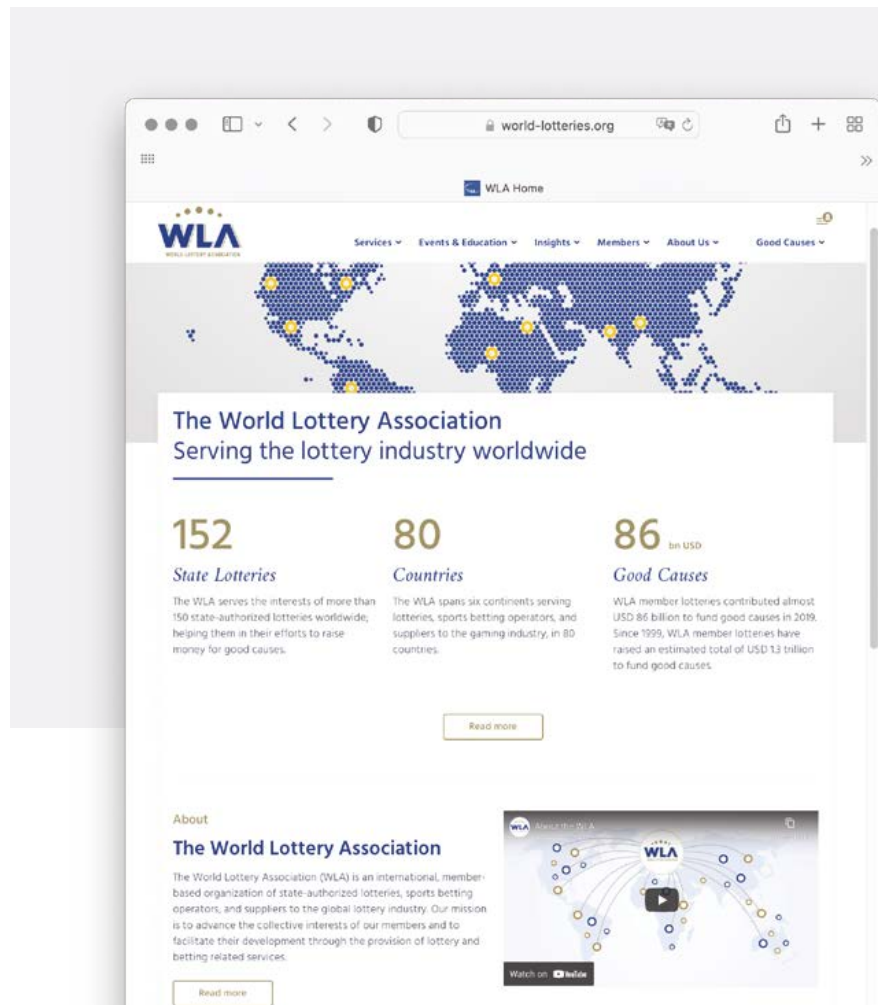 world-lotteries.org
WLA Home
WLA
WORLD LOTTERY ASSOCIATION
Services Events & Education Insights Members About Us Good Causes
The World Lottery Association
Serving the lottery industry worldwide
152 80 86 bn USD
State Lotteries Countries Good Causes
The WLA serves the interests of more than
150 state-authorized lotteries worldwide;
helping them in their efforts to raise
money for good causes.
The WLA spans six continents serving
lotteries, sports betting operators, and
suppliers to the gaming industry, in 80
countries.
WLA member lotteries contributed almost
USD 86 billion to fund good causes in 2019.
Since 1999, WLA member lotteries have
raised an estimated total of USD 1.3 trillion
to fund good causes.
Read more
About
The World Lottery Association
The World Lottery Association (WLA) is an international, member-
based organization of state-authorized lotteries, sports betting
operators, and suppliers to the global lottery industry. Our mission
is to advance the collective interests of our members and to
facilitate their development through the provision of lottery and
betting related services.
Read more
WLA About the WLA
WLA
Watch on YouTube